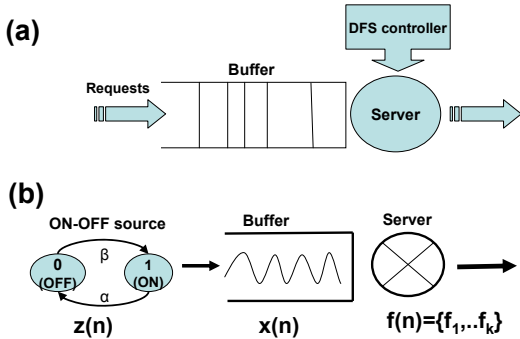 (a)
DFS controller
Buffer
Requests
Server
(b)
ON-OFF source
Buffer
Server
β
0
(OFF)
1
(ON)
α
z(n)
x(n)
f(n)={f₁,..fₖ}